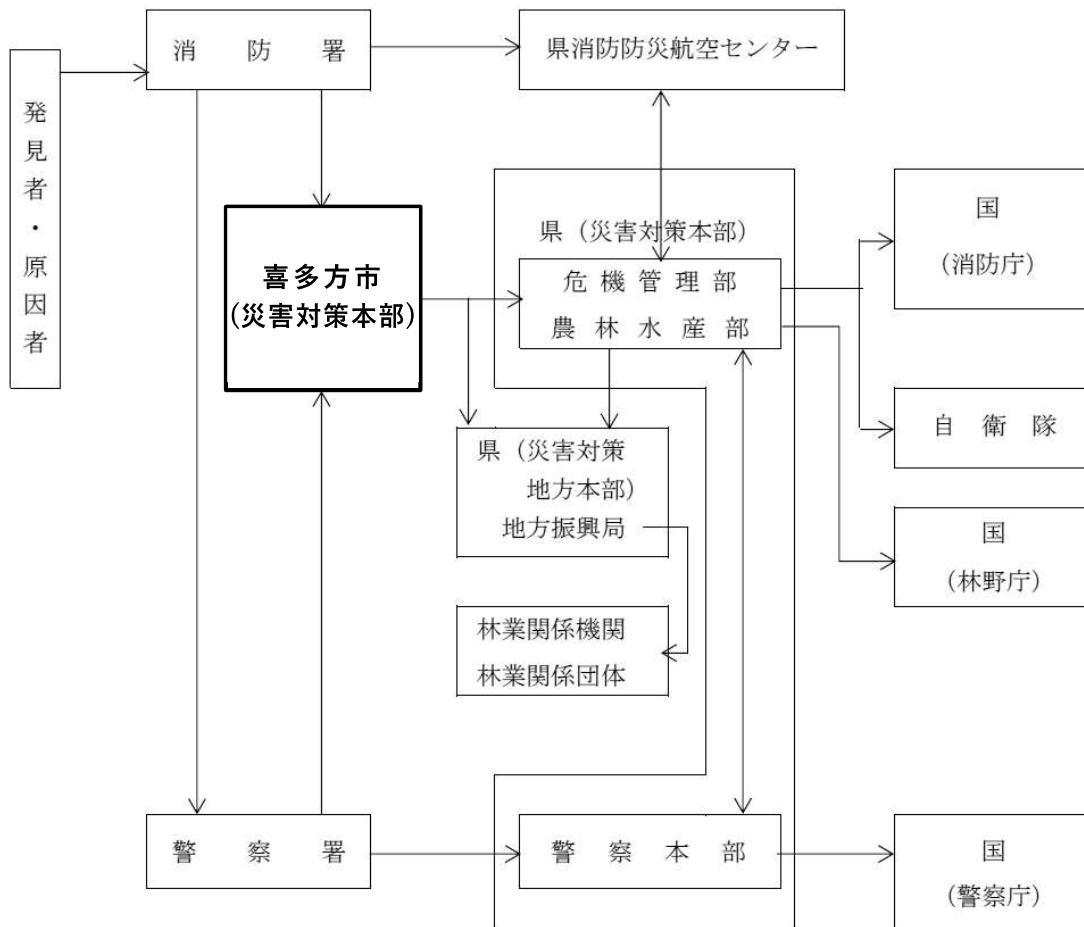 消防署
県消防防災航空センター
発見者・原因者
喜多方市
(災害対策本部)
県（災害対策本部）
危機管理部
農林水産部
国
（消防庁）
自衛隊
県（災害対策
地方本部）
地方振興局
国
（林野庁）
林業関係機関
林業関係団体
警察署
警察本部
国
（警察庁）